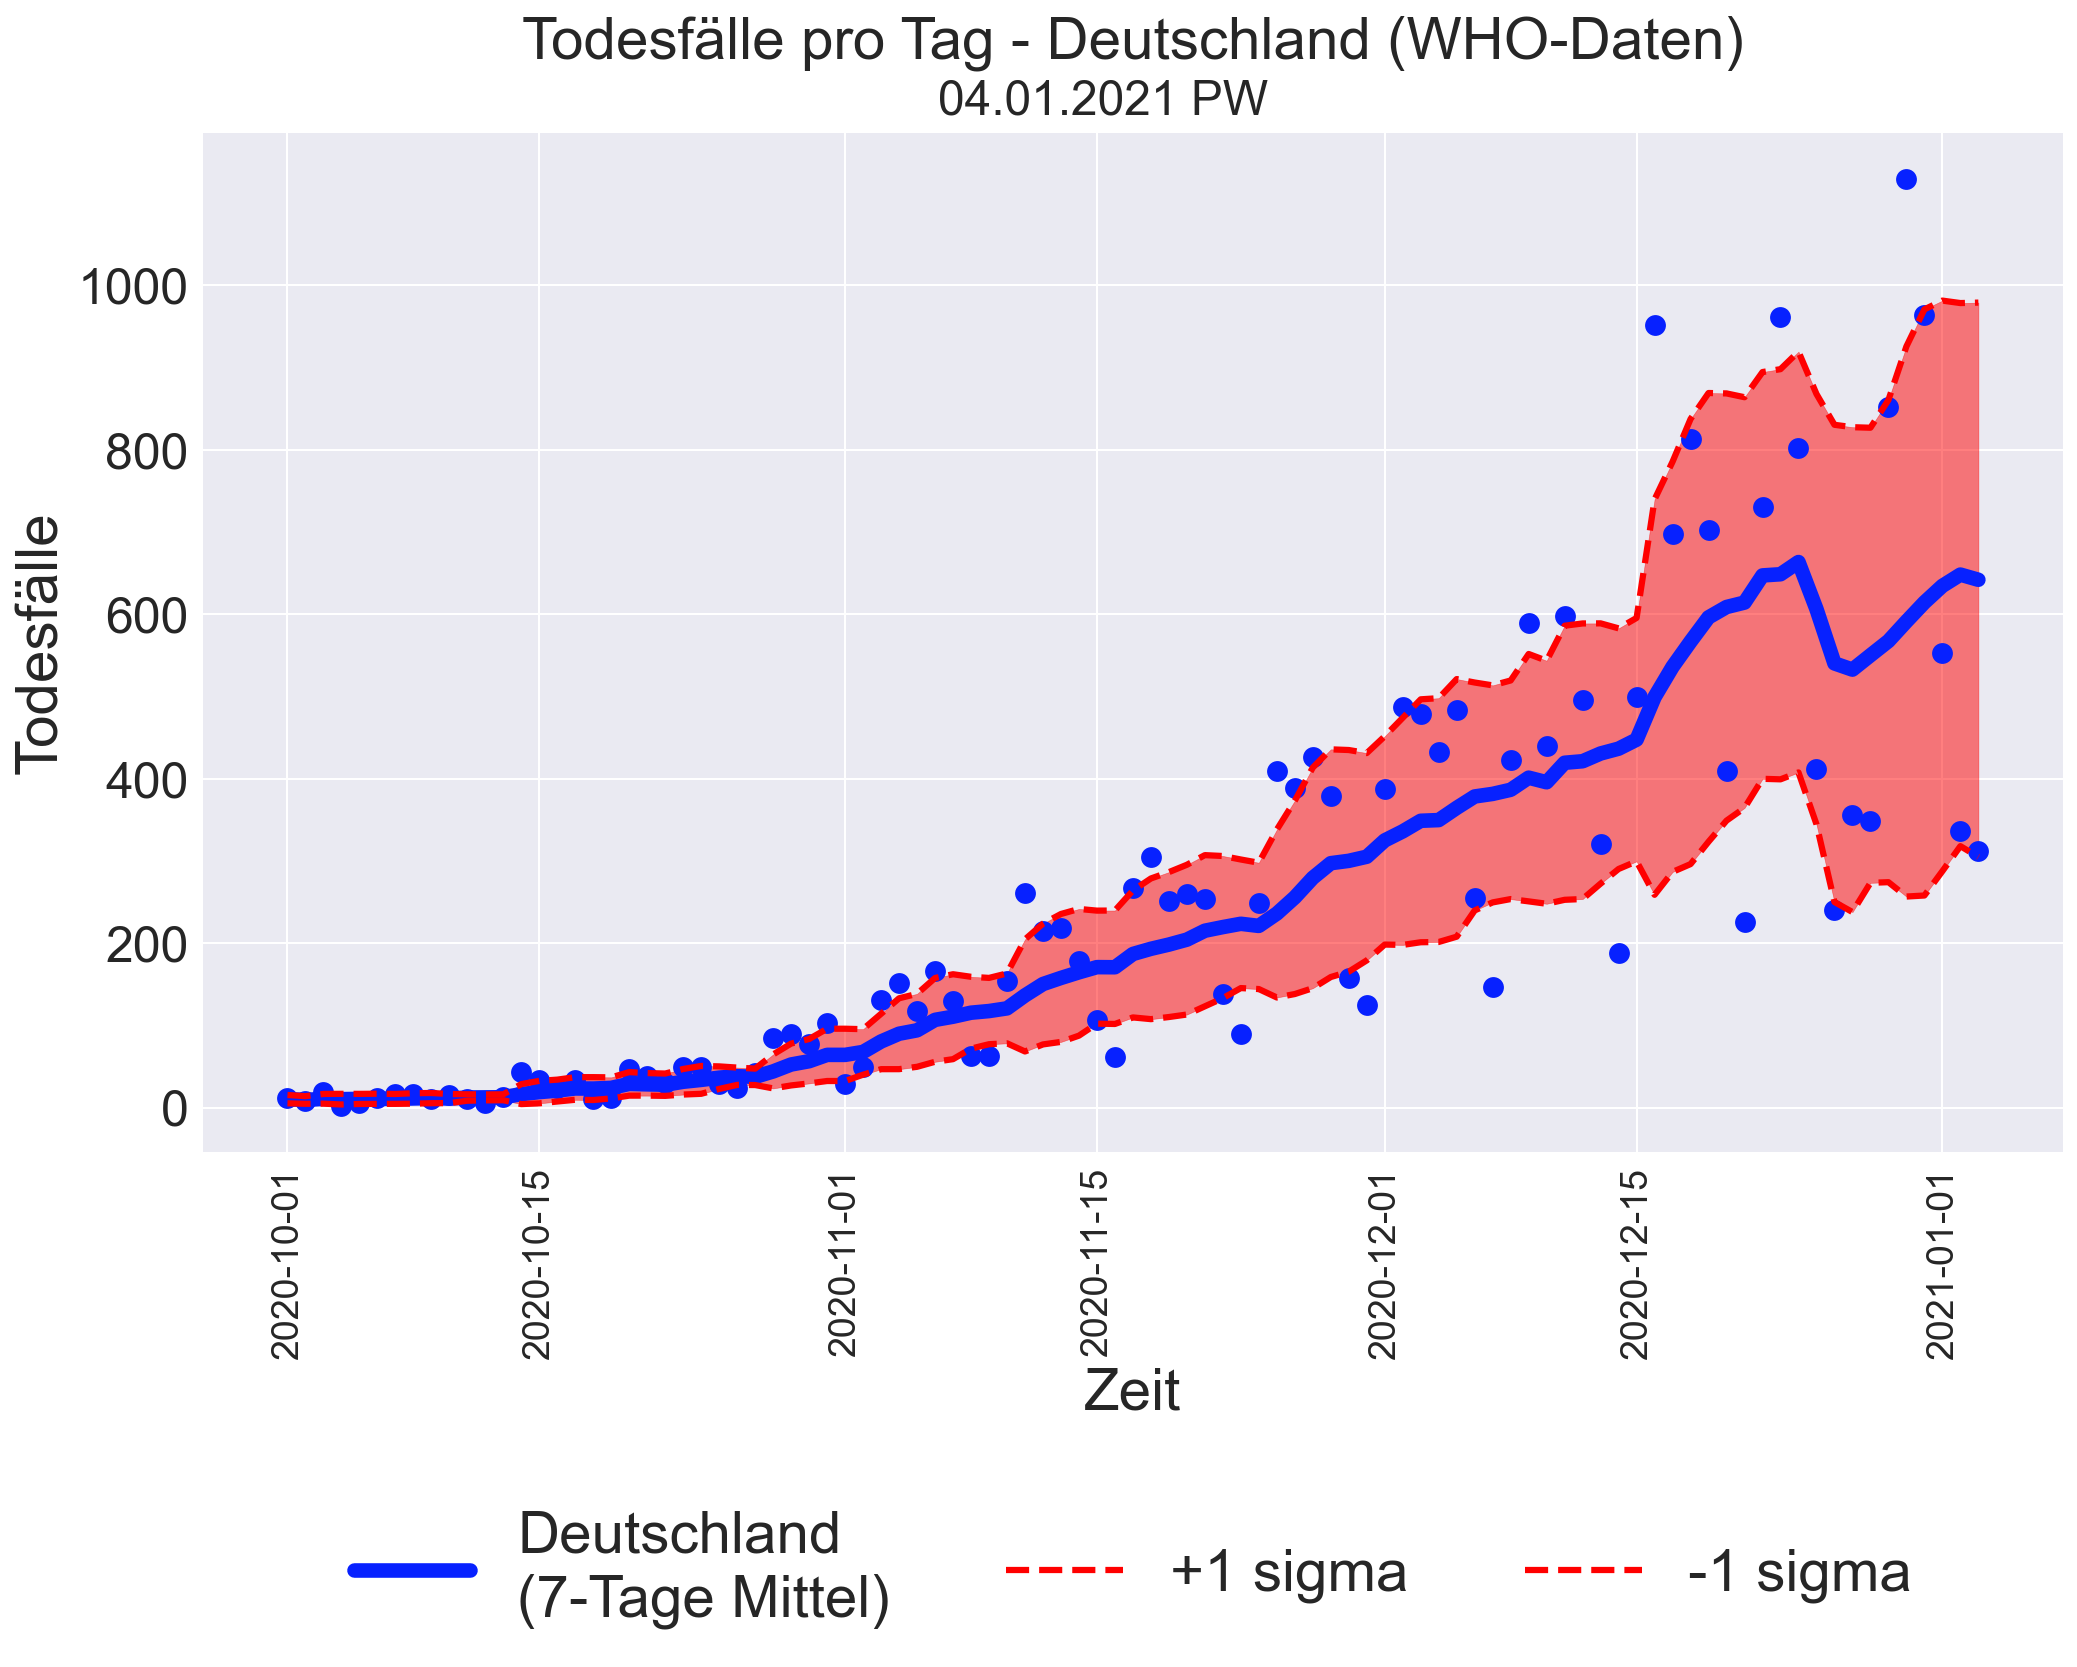 Todesfälle pro Tag - Deutschland (WHO-Daten)
04.01.2021 PW
Todesfälle
1000
800
600
400
200
0
2020-10-01
2020-10-15
2020-11-01
2020-11-15
2020-12-01
2020-12-15
2021-01-01
Zeit
Deutschland
(7-Tage Mittel)
+1 sigma
-1 sigma